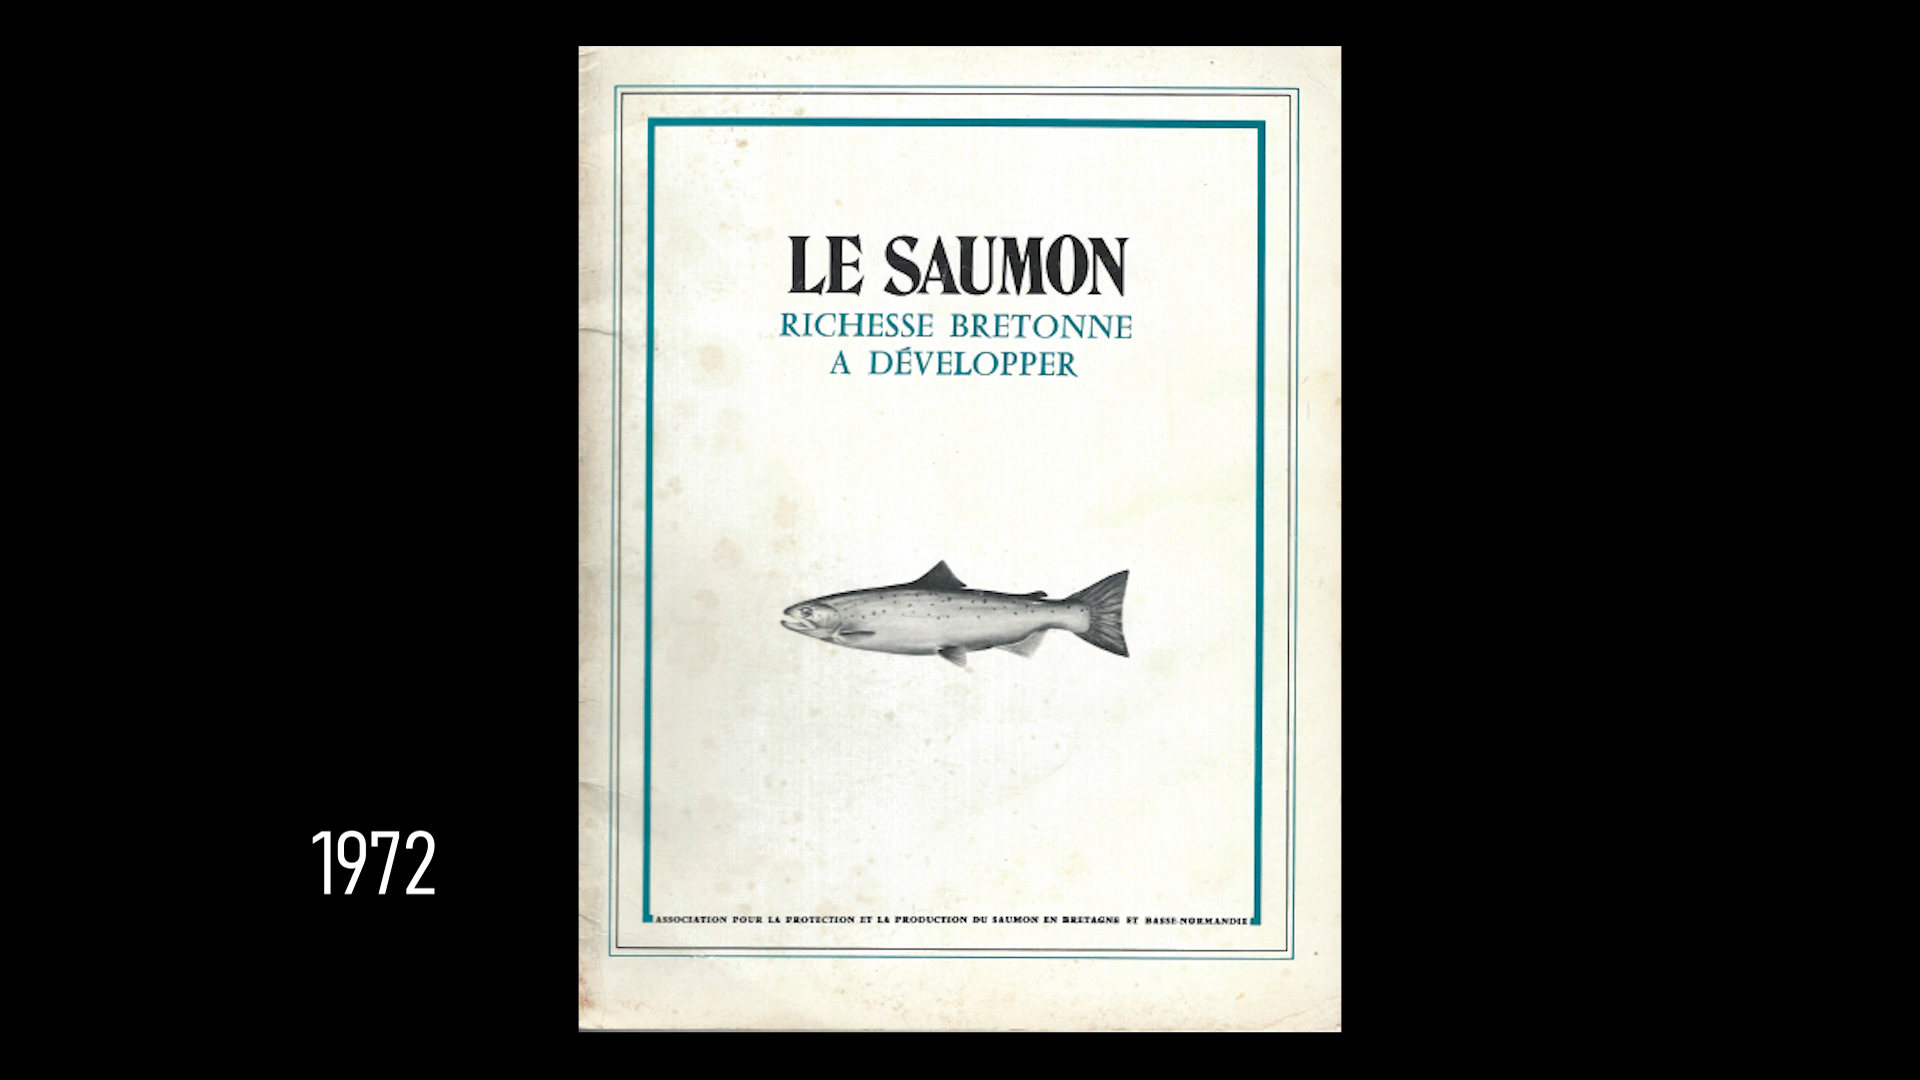 LE SAUMON
RICHESSE BRETONNE
A DÉVELOPPER
1972
ASSOCIATION POUR LA PROTECTION ET LA PRODUCTION DU SAUMON EN BRETAGNE ET BASSE-NORMANDIE